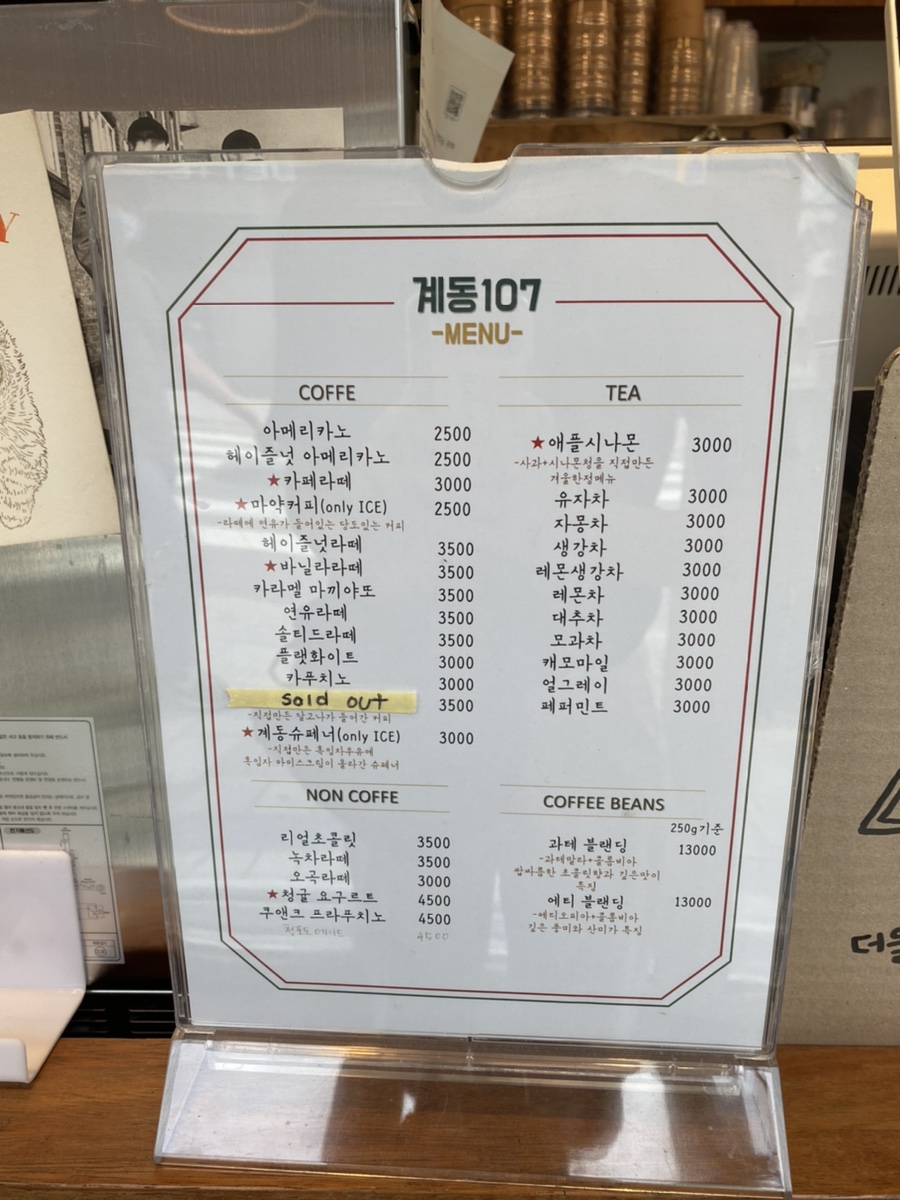 계동107
-MENU-
COFFE
아메리카노 2500
헤이즐넛 아메리카노 2500
★카페라떼 3000
★마약커피(only ICE) 2500
-라떼에 연유가 들어있는 당도있는 커피
헤이즐넛라떼 3500
★바닐라라떼 3500
카라멜 마끼야또 3500
연유라떼 3500
솔티드라떼 3500
플랫화이트 3000
카푸치노 3000
Sold out 3500
-직접만든 달고나가 들어간 커피
★계동슈페너(only ICE) 3000
-직접만든 흑임자우유에
흑임자 아이스크림이 올라간 슈페너
NON COFFE
리얼초콜릿 3500
녹차라떼 3500
오곡라떼 3000
★청귤 요구르트 4500
쿠앤크 프라푸치노 4500
청포도에이드 4500
TEA
★애플시나몬 3000
-사과+시나몬청을 직접만든
겨울한정메뉴
유자차 3000
자몽차 3000
생강차 3000
레몬생강차 3000
레몬차 3000
대추차 3000
모과차 3000
캐모마일 3000
얼그레이 3000
페퍼민트 3000
COFFEE BEANS
250g기준
과테 블랜딩 13000
-과테말라+콜롬비아
쌉싸름한 초콜릿향과 깊은맛이
특징
에티 블랜딩 13000
-에티오피아+콜롬비아
깊은 풍미와 산미가 특징
Y